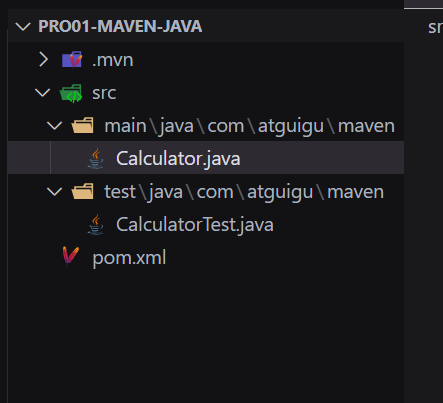 PRO01-MAVEN-JAVA
.mvn
src
main\java\com\atguigu\maven
Calculator.java
test\java\com\atguigu\maven
CalculatorTest.java
pom.xml
sr